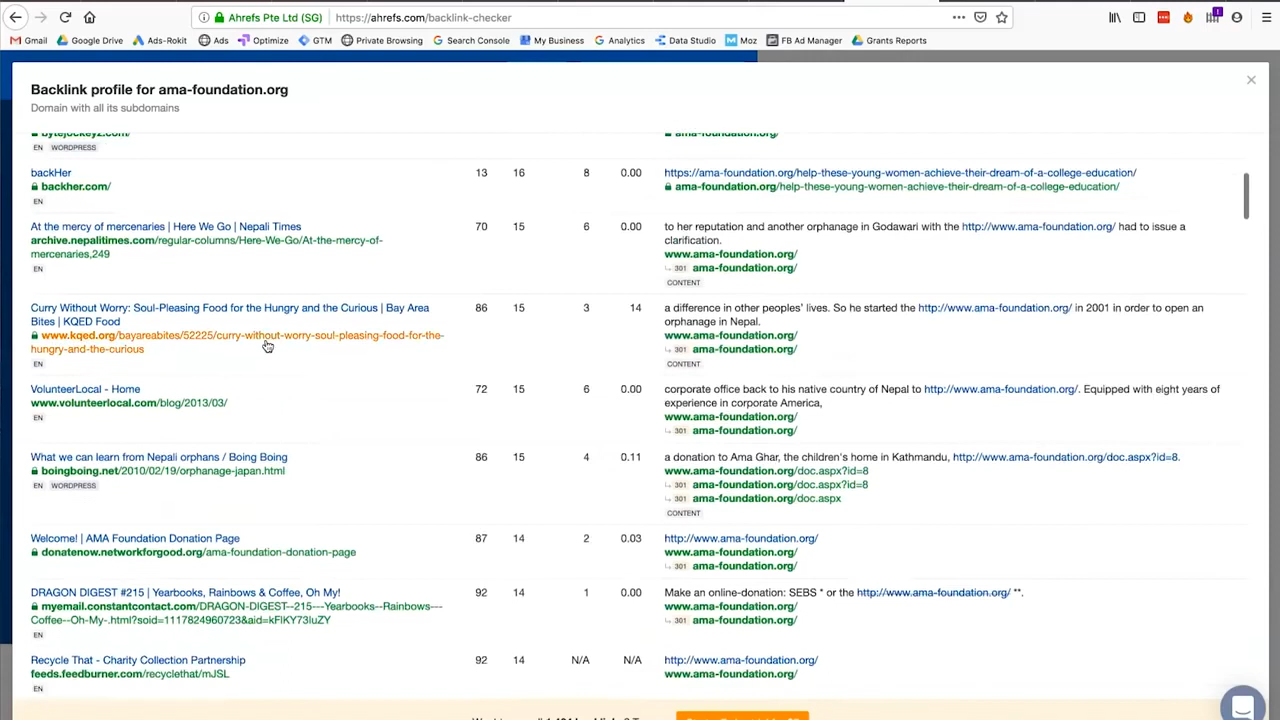 Ahrefs Pte Ltd (SG) https://ahrefs.com/backlink-checker
Gmail Google Drive Ads-Rokit Ads Optimize GTM Private Browsing Search Console My Business Analytics Data Studio Moz FB Ad Manager Grants Reports
Backlink profile for ama-foundation.org
Domain with all its subdomains
bytejockeyz.com/ ama-foundation.org/
EN WORDPRESS
backHer 13 16 8 0.00 https://ama-foundation.org/help-these-young-women-achieve-their-dream-of-a-college-education/
backher.com/ ama-foundation.org/help-these-young-women-achieve-their-dream-of-a-college-education/
EN
At the mercy of mercenaries | Here We Go | Nepali Times 70 15 6 0.00 to her reputation and another orphanage in Godawari with the http://www.ama-foundation.org/ had to issue a
archive.nepalitimes.com/regular-columns/Here-We-Go/At-the-mercy-of- clarification.
mercenaries,249 www.ama-foundation.org/
EN 301 ama-foundation.org/
CONTENT
Curry Without Worry: Soul-Pleasing Food for the Hungry and the Curious | Bay Area 86 15 3 14 a difference in other peoples' lives. So he started the http://www.ama-foundation.org/ in 2001 in order to open an
Bites | KQED Food orphanage in Nepal.
www.kqed.org/bayareabites/52225/curry-without-worry-soul-pleasing-food-for-the- www.ama-foundation.org/
hungry-and-the-curious 301 ama-foundation.org/
EN CONTENT
VolunteerLocal - Home 72 15 6 0.00 corporate office back to his native country of Nepal to http://www.ama-foundation.org/. Equipped with eight years of
www.volunteerlocal.com/blog/2013/03/ experience in corporate America,
EN www.ama-foundation.org/
301 ama-foundation.org/
What we can learn from Nepali orphans / Boing Boing 86 15 4 0.11 a donation to Ama Ghar, the children's home in Kathmandu, http://www.ama-foundation.org/doc.aspx?id=8.
boingboing.net/2010/02/19/orphanage-japan.html www.ama-foundation.org/doc.aspx?id=8
EN WORDPRESS 301 ama-foundation.org/doc.aspx?id=8
301 ama-foundation.org/doc.aspx
CONTENT
Welcome! | AMA Foundation Donation Page 87 14 2 0.03 http://www.ama-foundation.org/
donatenow.networkforgood.org/ama-foundation-donation-page www.ama-foundation.org/
301 ama-foundation.org/
DRAGON DIGEST #215 | Yearbooks, Rainbows & Coffee, Oh My! 92 14 1 0.00 Make an online-donation: SEBS * or the http://www.ama-foundation.org/ **.
myemail.constantcontact.com/DRAGON-DIGEST--215---Yearbooks--Rainbows--- www.ama-foundation.org/
Coffee--Oh-My-.html?soid=1117824960723&aid=kFlKY73luZY 301 ama-foundation.org/
EN
Recycle That - Charity Collection Partnership 92 14 N/A N/A http://www.ama-foundation.org/
feeds.feedburner.com/recyclethat/mJSL www.ama-foundation.org/
EN